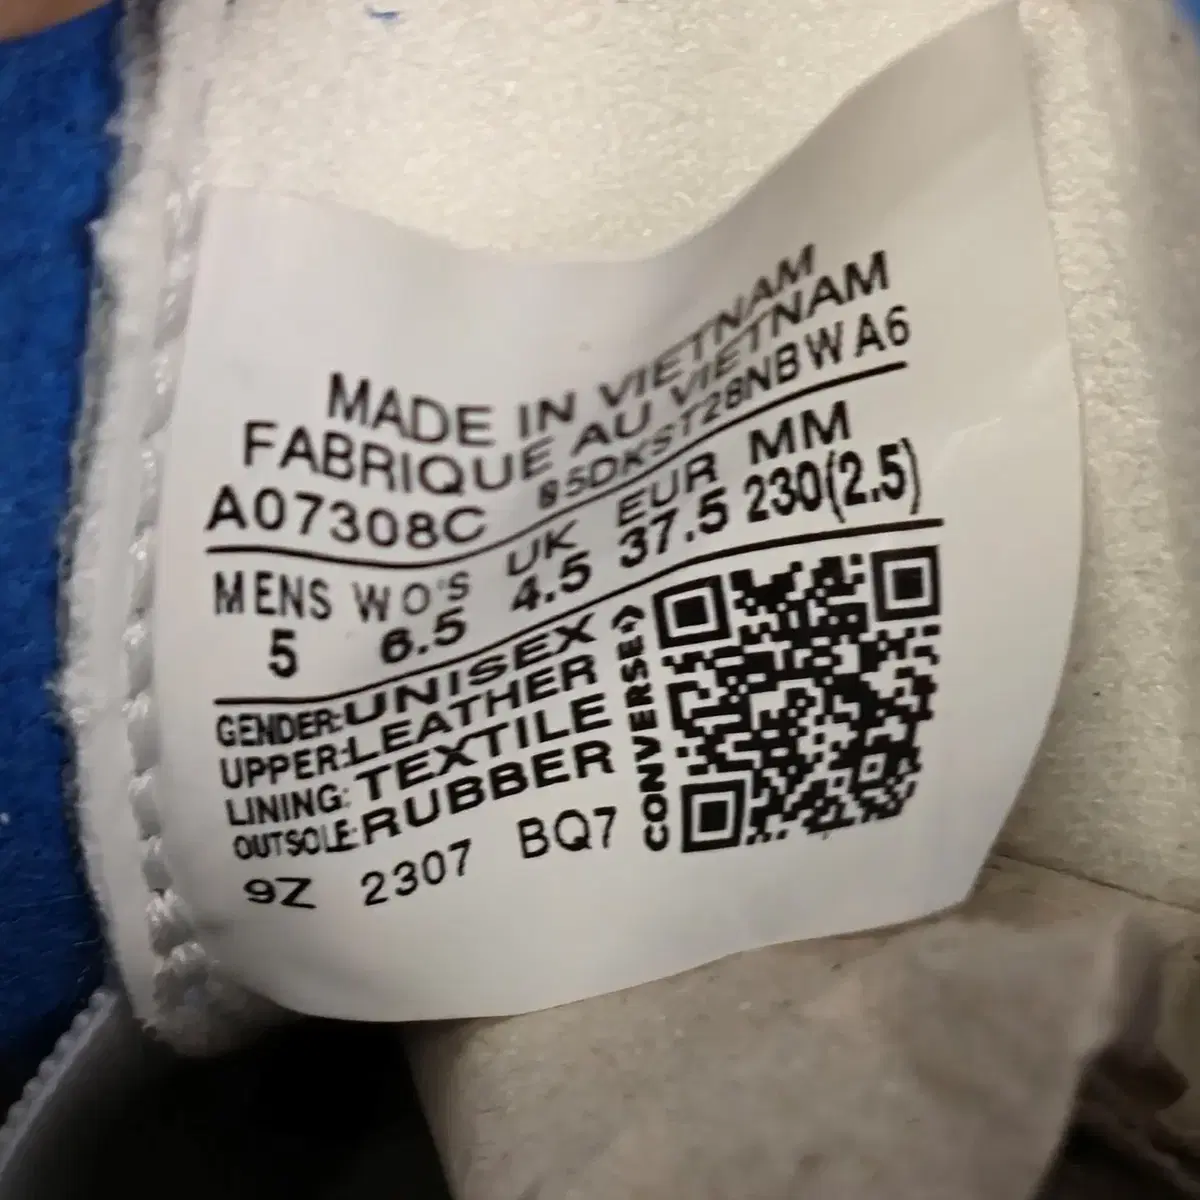 MADE IN VIETNAM
FABRIQUE AU VIETNAM
A07308C 85DKST28NBWA6
MENS WO'S UK EUR MM
5 6.5 4.5 37.5 230(2.5)
GENDER:UNISEX
UPPER:LEATHER
LINING: TEXTILE
OUTSOLE:RUBBER
9Z 2307 BQ7
CONVERSE